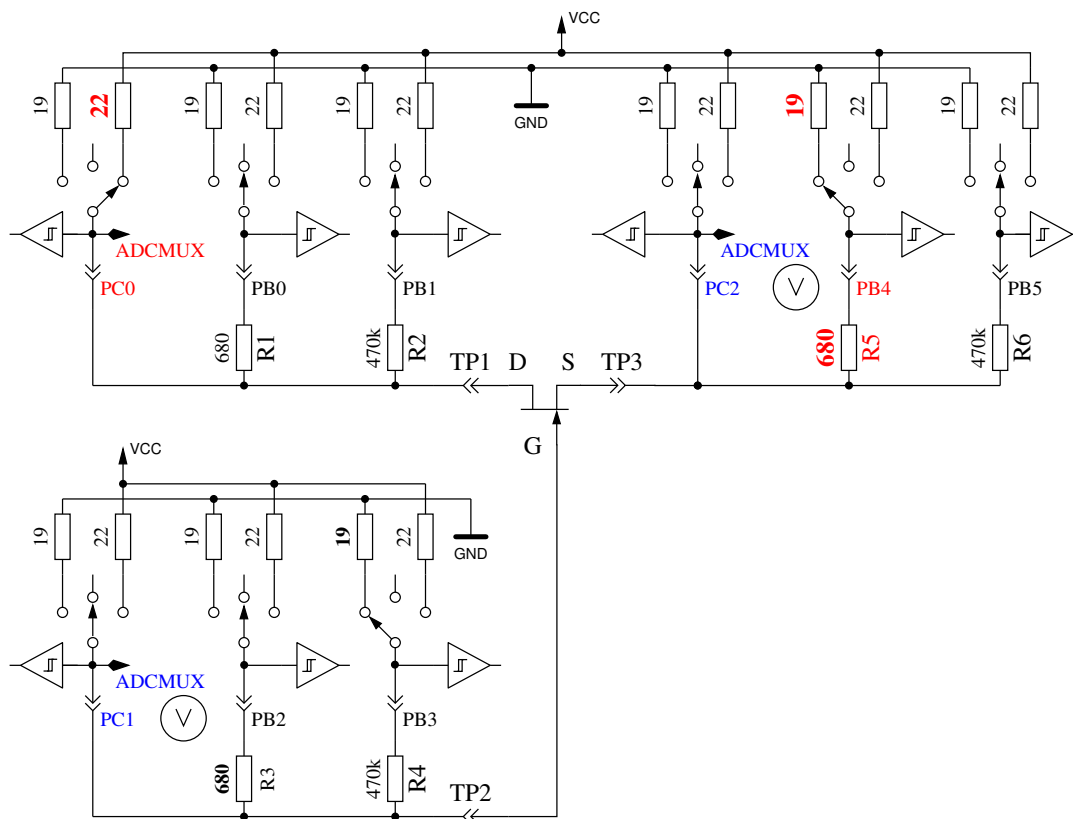 VCC
19 22 19 22 19 22 19 22 19 22 19 22
GND
ADCMUX ADCMUX
PC0 PB0 PB1 PC2 V PB4 PB5
680 R1 470k R2 680 R5 470k R6
TP1 D S TP3
G
VCC
19 22 19 22 19 22
GND
ADCMUX
PC1 V PB2 PB3
680 R3 470k R4
TP2